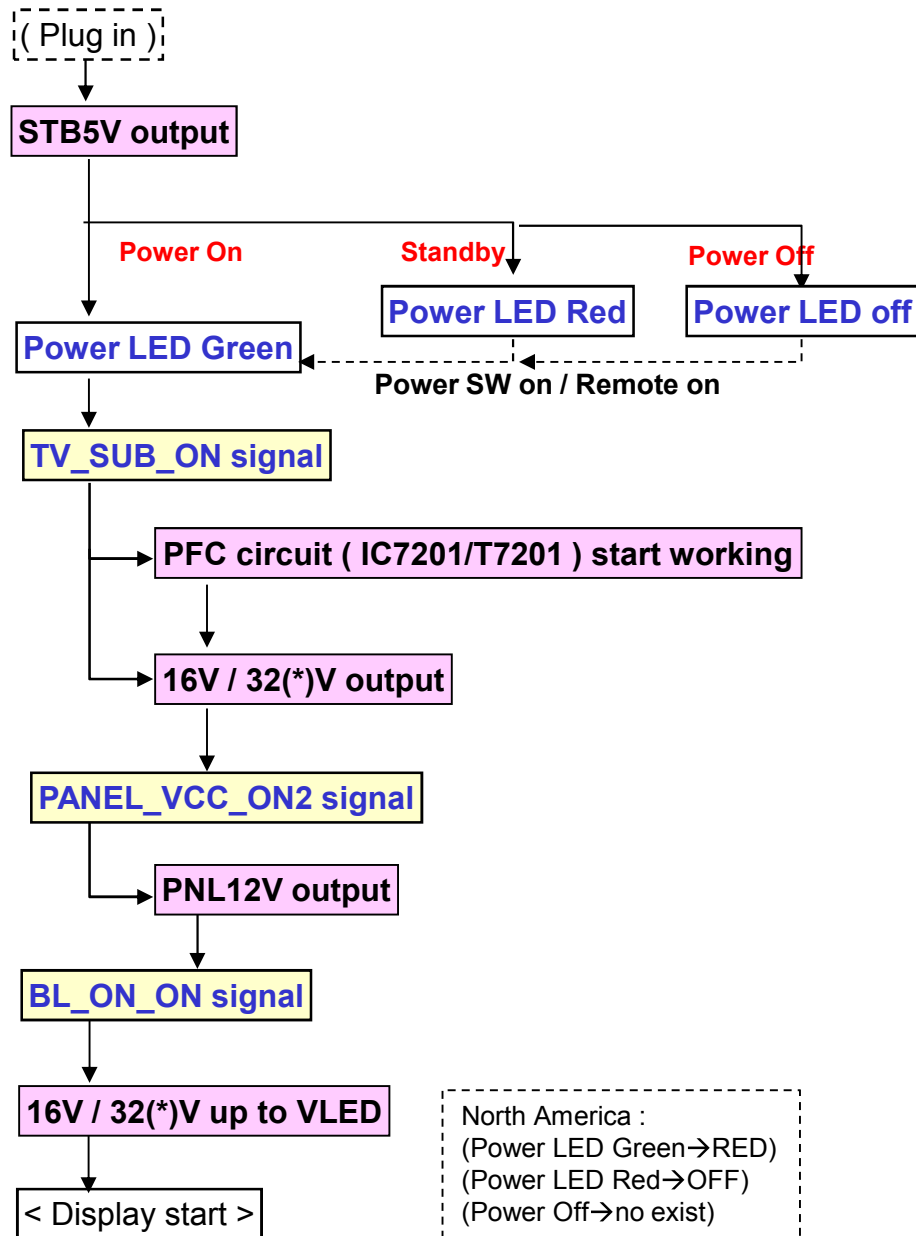 ( Plug in )
STB5V output
Power On
Standby
Power Off
Power LED Red
Power LED off
Power LED Green
Power SW on / Remote on
TV_SUB_ON signal
PFC circuit ( IC7201/T7201 ) start working
16V / 32(*)V output
PANEL_VCC_ON2 signal
PNL12V output
BL_ON_ON signal
16V / 32(*)V up to VLED
< Display start >
North America :
(Power LED Green→RED)
(Power LED Red→OFF)
(Power Off→no exist)